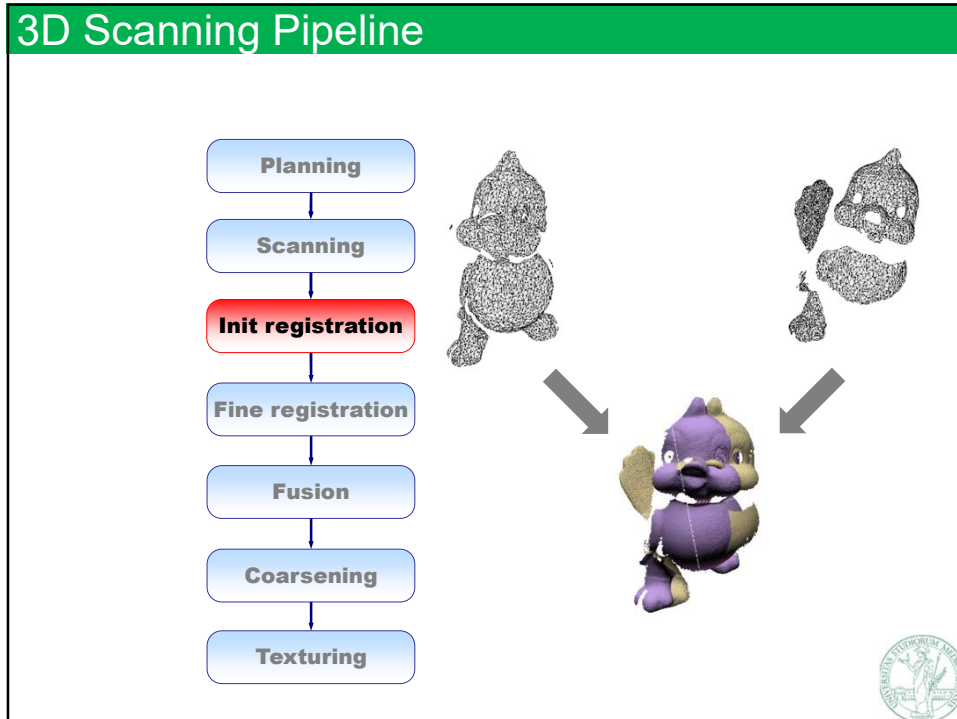 3D Scanning Pipeline
Planning
Scanning
Init registration
Fine registration
Fusion
Coarsening
Texturing